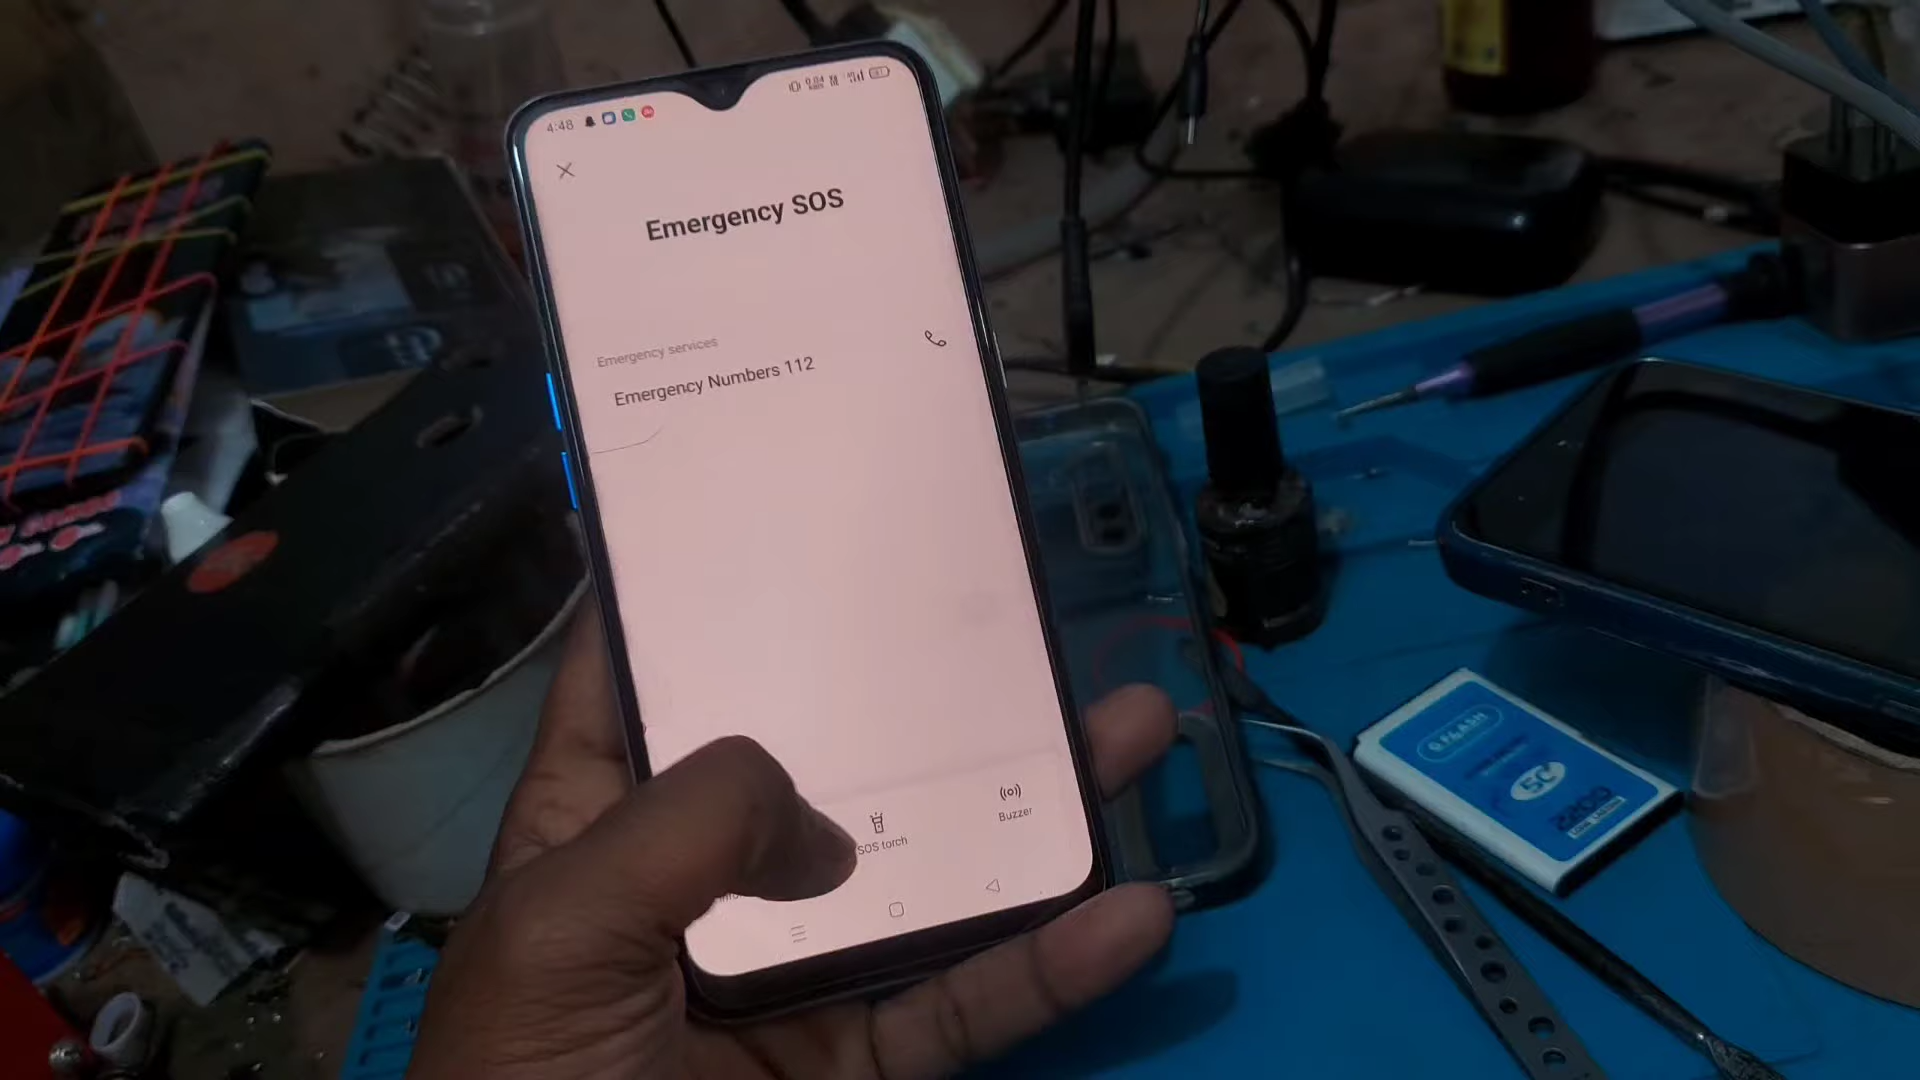 4:48
Emergency SOS
Emergency services
Emergency Numbers 112
SOS torch
Buzzer
5C